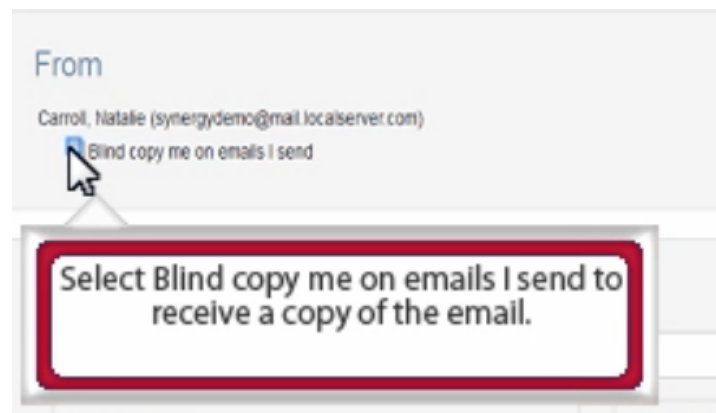 From
Carroll, Natalie (synergydemo@mail.localserver.com)
Blind copy me on emails I send
Select Blind copy me on emails I send to
receive a copy of the email.